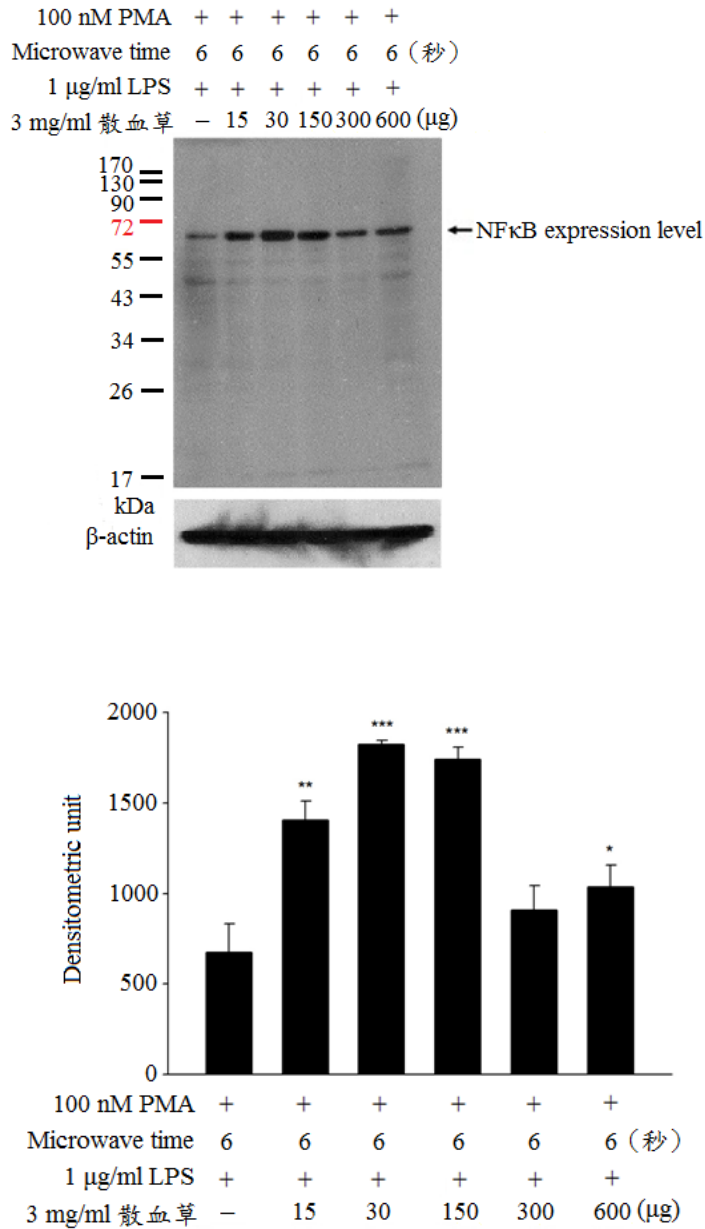 100 nM PMA + + + + + +
Microwave time 6 6 6 6 6 6 (秒)
1 μg/ml LPS + + + + + +
3 mg/ml 散血草 – 15 30 150 300 600 (μg)
170
130
90
72
NFκB expression level
55
43
34
26
17
kDa
β-actin
2000
*** ***
**
1500
*
1000
Densitometric unit
500
0
100 nM PMA + + + + + +
Microwave time 6 6 6 6 6 6 (秒)
1 μg/ml LPS + + + + + +
3 mg/ml 散血草 – 15 30 150 300 600 (μg)